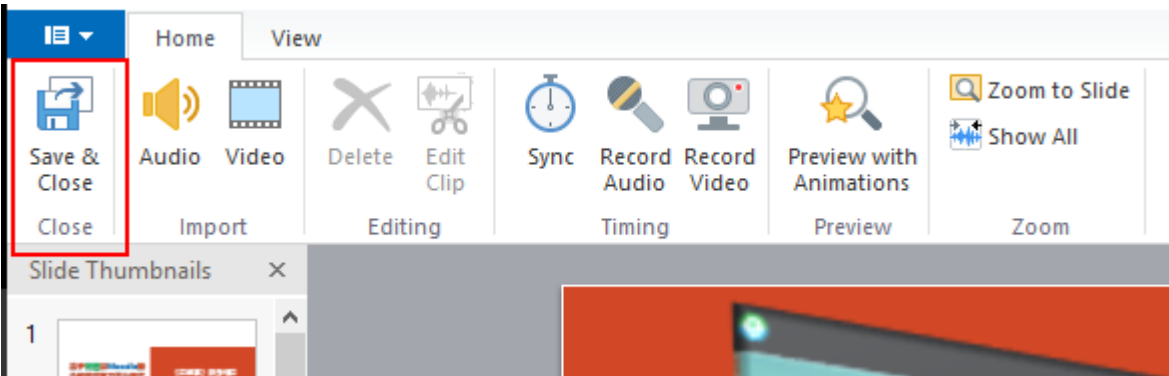 Home View
Save & Close
Audio Video
Delete Edit Clip
Sync Record Audio Record Video
Preview with Animations
Zoom to Slide
Show All
Close Import Editing Timing Preview Zoom
Slide Thumbnails
1